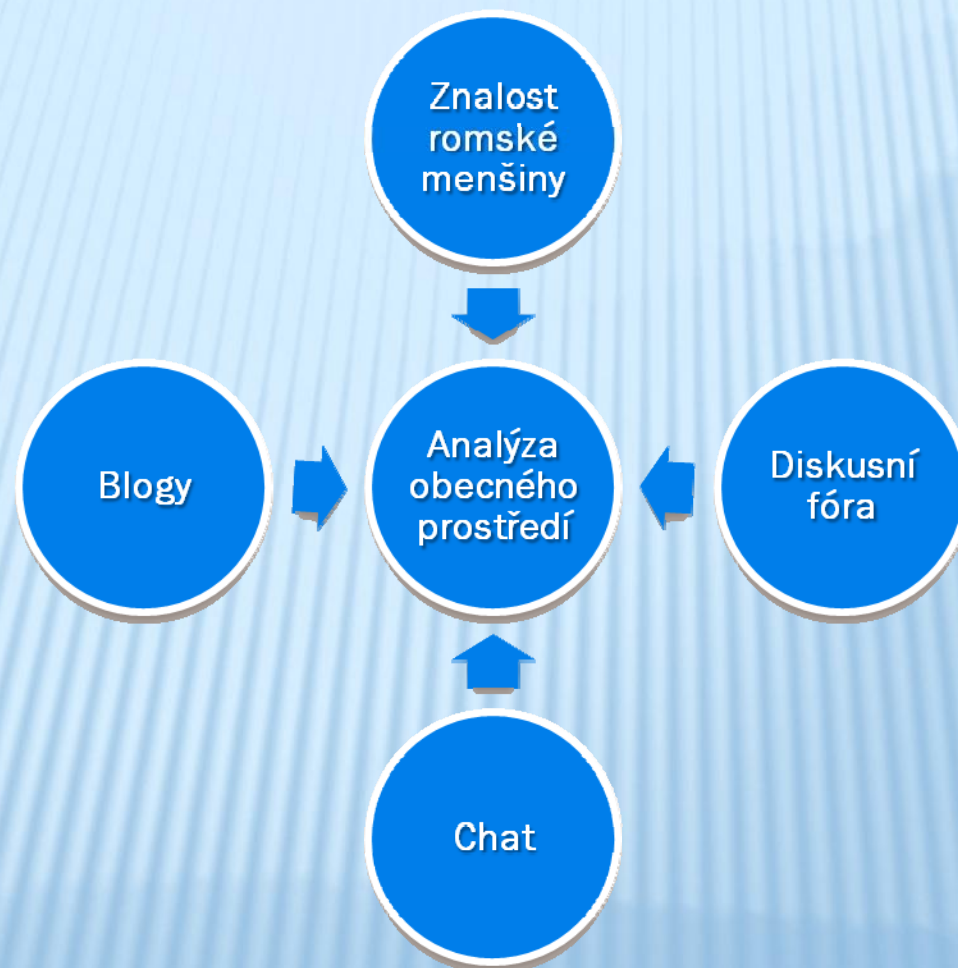 Znalost
romské
menšiny
Blogy
Analýza
obecného
prostředí
Diskusní
fóra
Chat